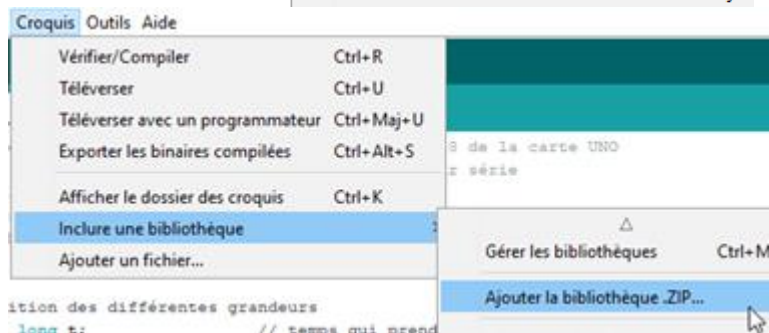 Croquis Outils Aide
Vérifier/Compiler Ctrl+R
Téléverser Ctrl+U
Téléverser avec un programmateur Ctrl+Maj+U
Exporter les binaires compilées Ctrl+Alt+S
8 de la carte UNO
r série
Afficher le dossier des croquis Ctrl+K
Inclure une bibliothèque
Ajouter un fichier...
Gérer les bibliothèques Ctrl+M
Ajouter la bibliothèque .ZIP...
ition des différentes grandeurs
long t; // temps qui prend